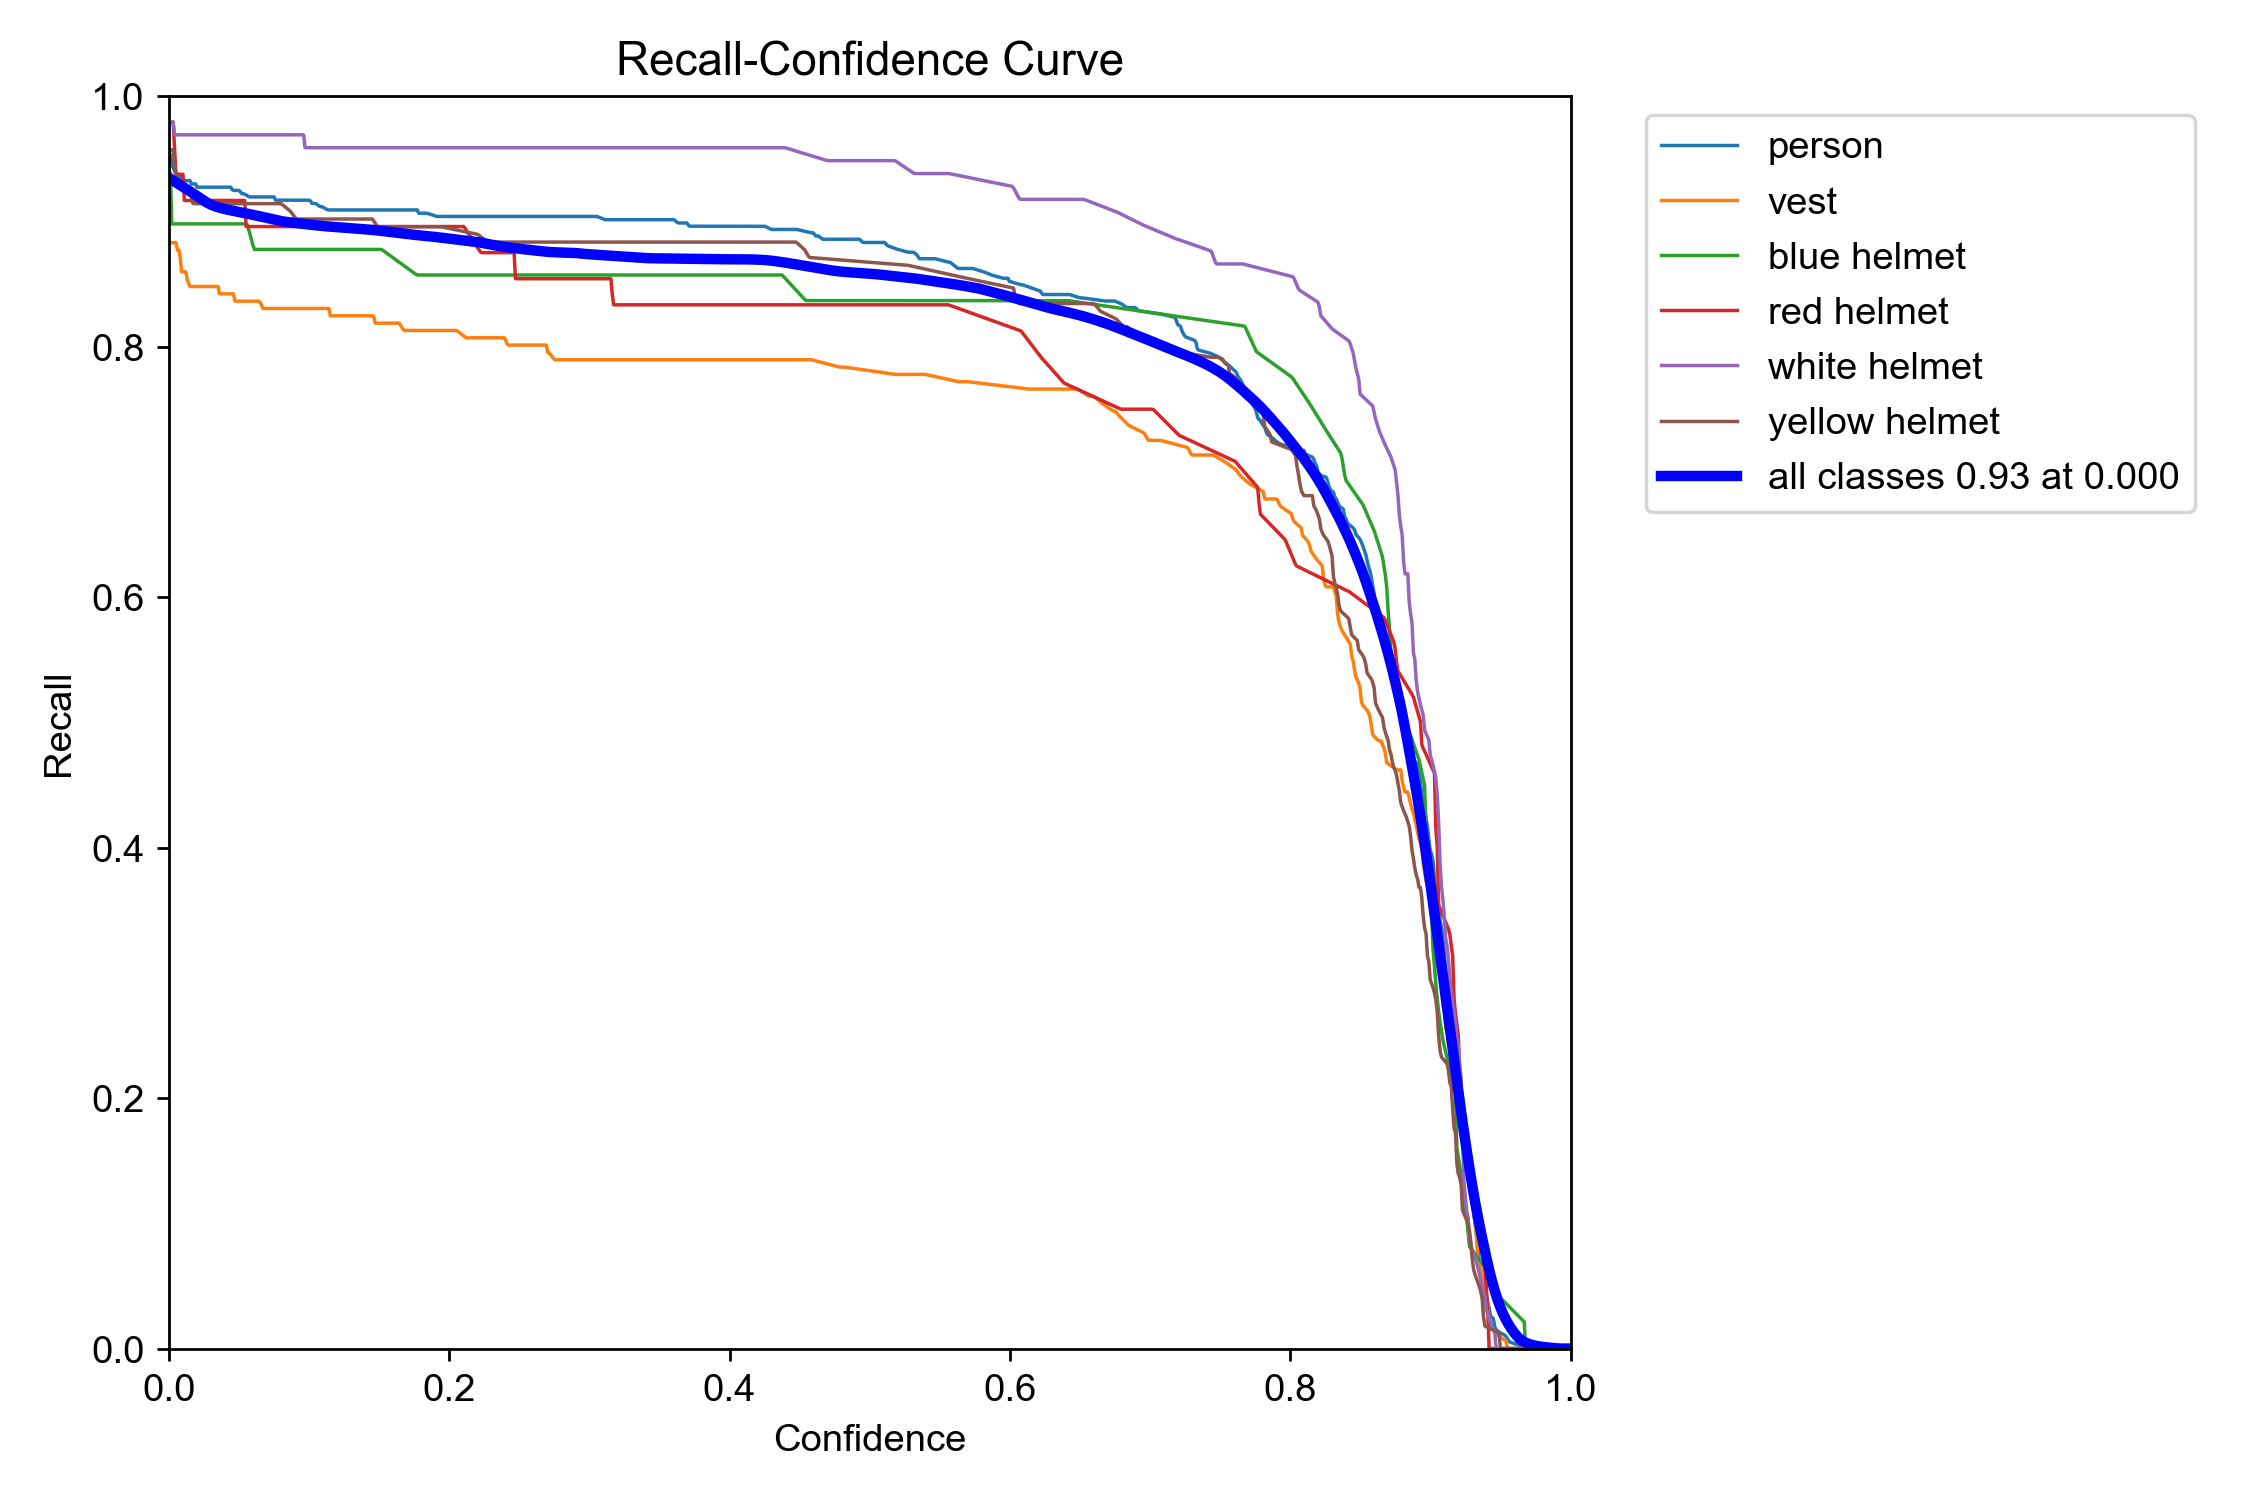 Recall-Confidence Curve
1.0
0.8
0.6
0.4
0.2
0.0
Recall
0.0 0.2 0.4 0.6 0.8 1.0
Confidence
person
vest
blue helmet
red helmet
white helmet
yellow helmet
all classes 0.93 at 0.000